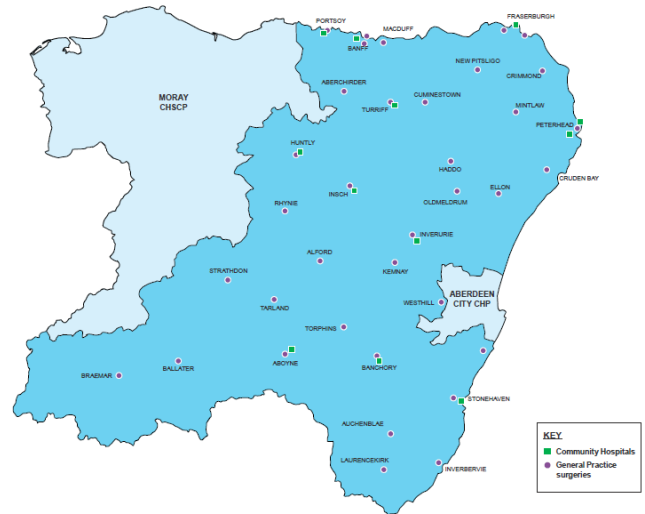 PORTSOY
MACDUFF
FRASERBURGH
BANFF
NEW PITSLIGO
CRIMMOND
ABERCHIRDER
CUMINESTOWN
MORAY
CHSCP
TURRIFF
MINTLAW
PETERHEAD
HUNTLY
HADDO
CRUDEN BAY
INSCH
ELLON
OLDMELDRUM
RHYNIE
INVERURIE
ALFORD
KEMNAY
STRATHDON
ABERDEEN
CITY CHP
WESTHILL
TARLAND
TORPHINS
ABOYNE
BANCHORY
BALLATER
BRAEMAR
STONEHAVEN
AUCHENBLAE
LAURENCEKIRK
INVERBERVIE
KEY
Community Hospitals
General Practice
surgeries